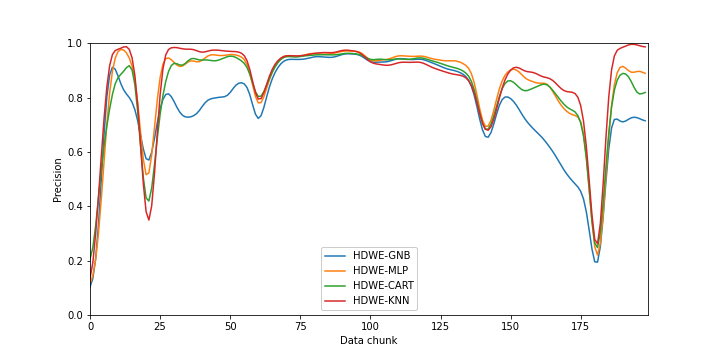 1.0
0.8
0.6
0.4
0.2
0.0
Precision
0 25 50 75 100 125 150 175
Data chunk
HDWE-GNB
HDWE-MLP
HDWE-CART
HDWE-KNN